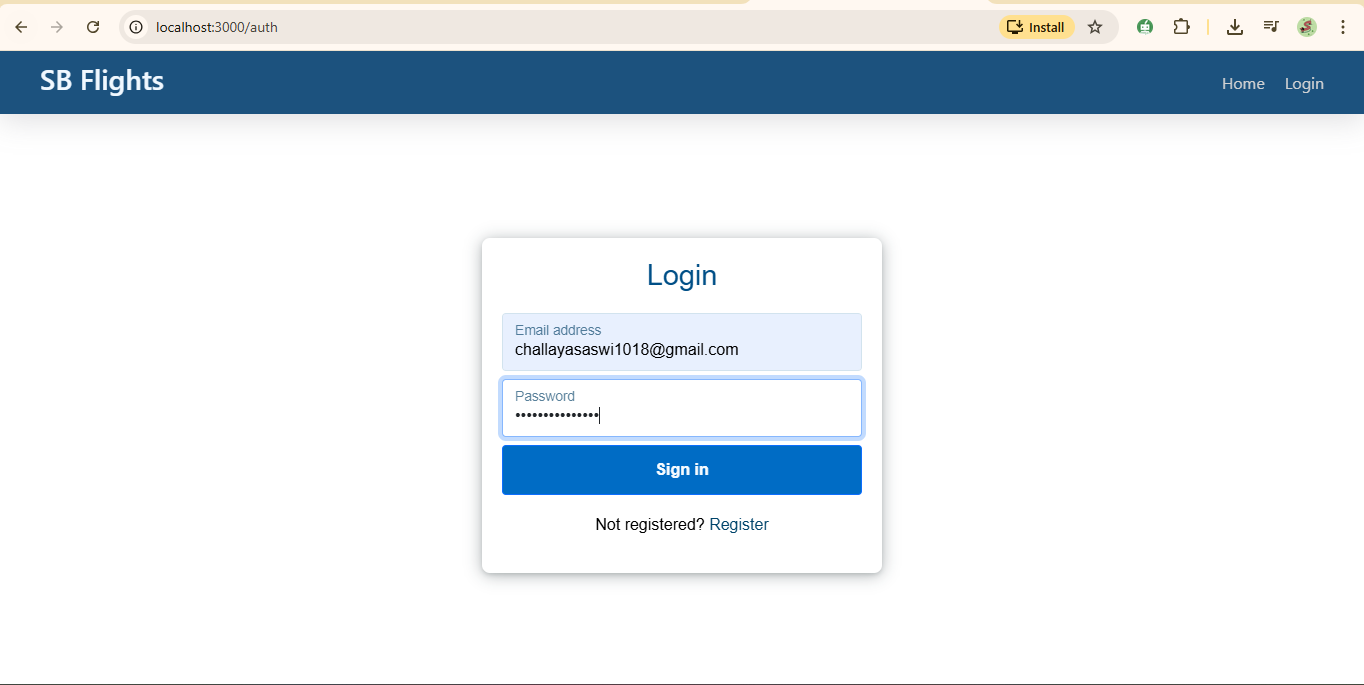 localhost:3000/auth
Install
SB Flights
Home
Login
Login
Email address
challayasaswi1018@gmail.com
Password
•••••••••••••••
Sign in
Not registered? Register